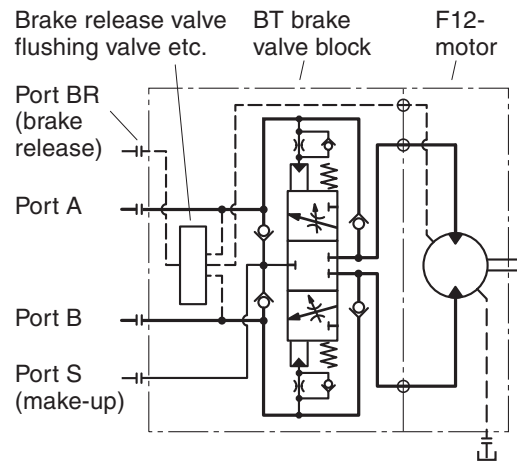 Brake release valve
flushing valve etc.
BT brake
valve block
F12-
motor
Port BR
(brake
release)
Port A
Port B
Port S
(make-up)